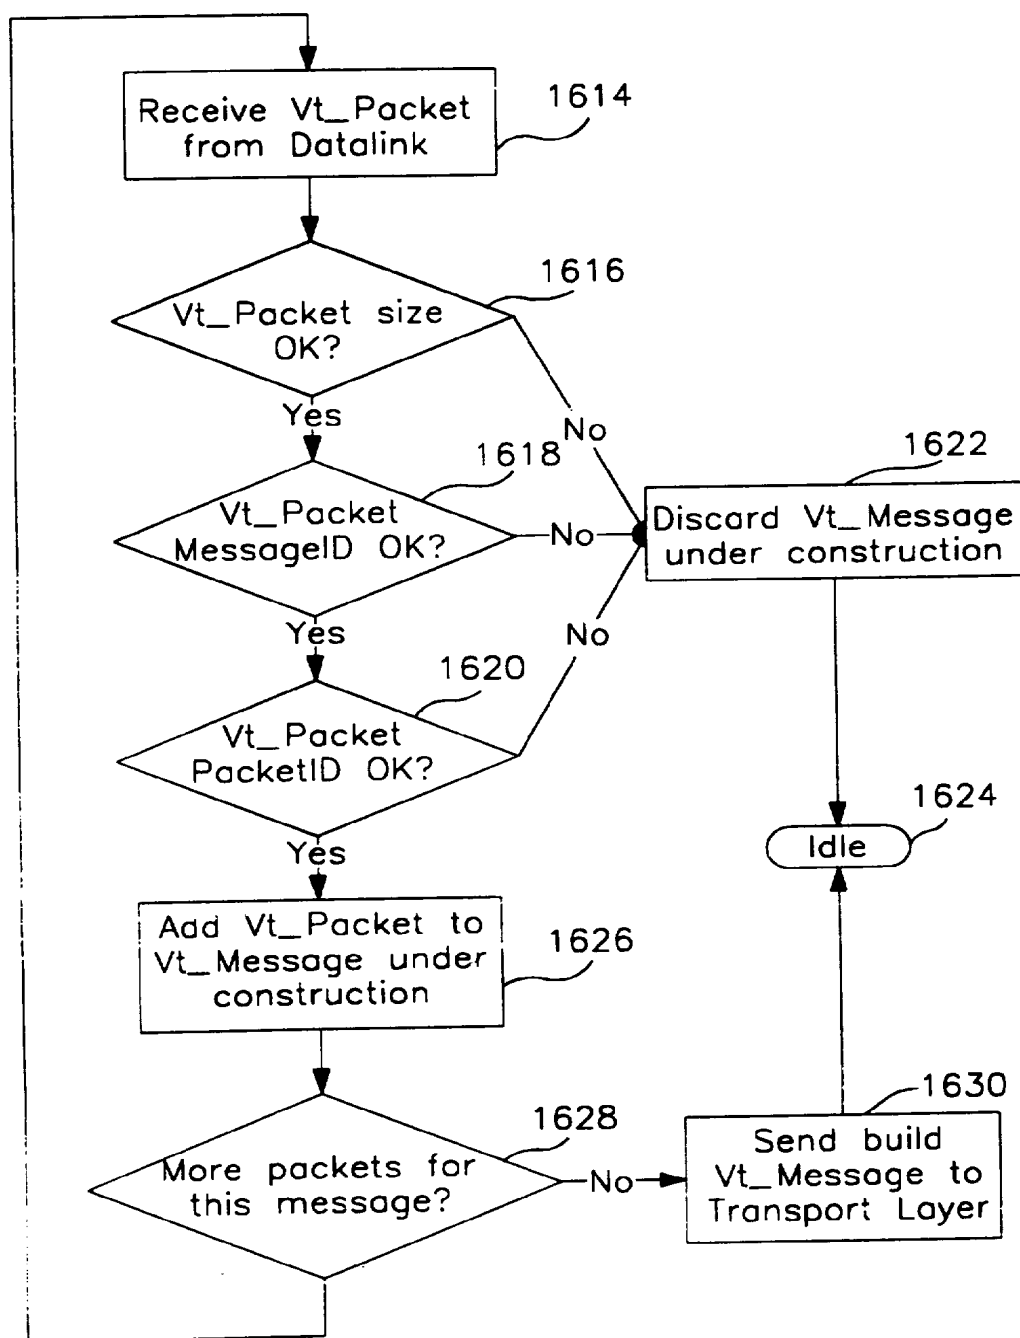 Receive Vt_Packet
from Datalink
1614
Vt_Packet size
OK?
1616
Yes
No
Vt_Packet
MessageID OK?
1618
No
Discard Vt_Message
under construction
1622
Yes
No
Vt_Packet
PacketID OK?
1620
Yes
Idle
1624
Add Vt_Packet to
Vt_Message under
construction
1626
More packets for
this message?
1628
No
Send build
Vt_Message to
Transport Layer
1630